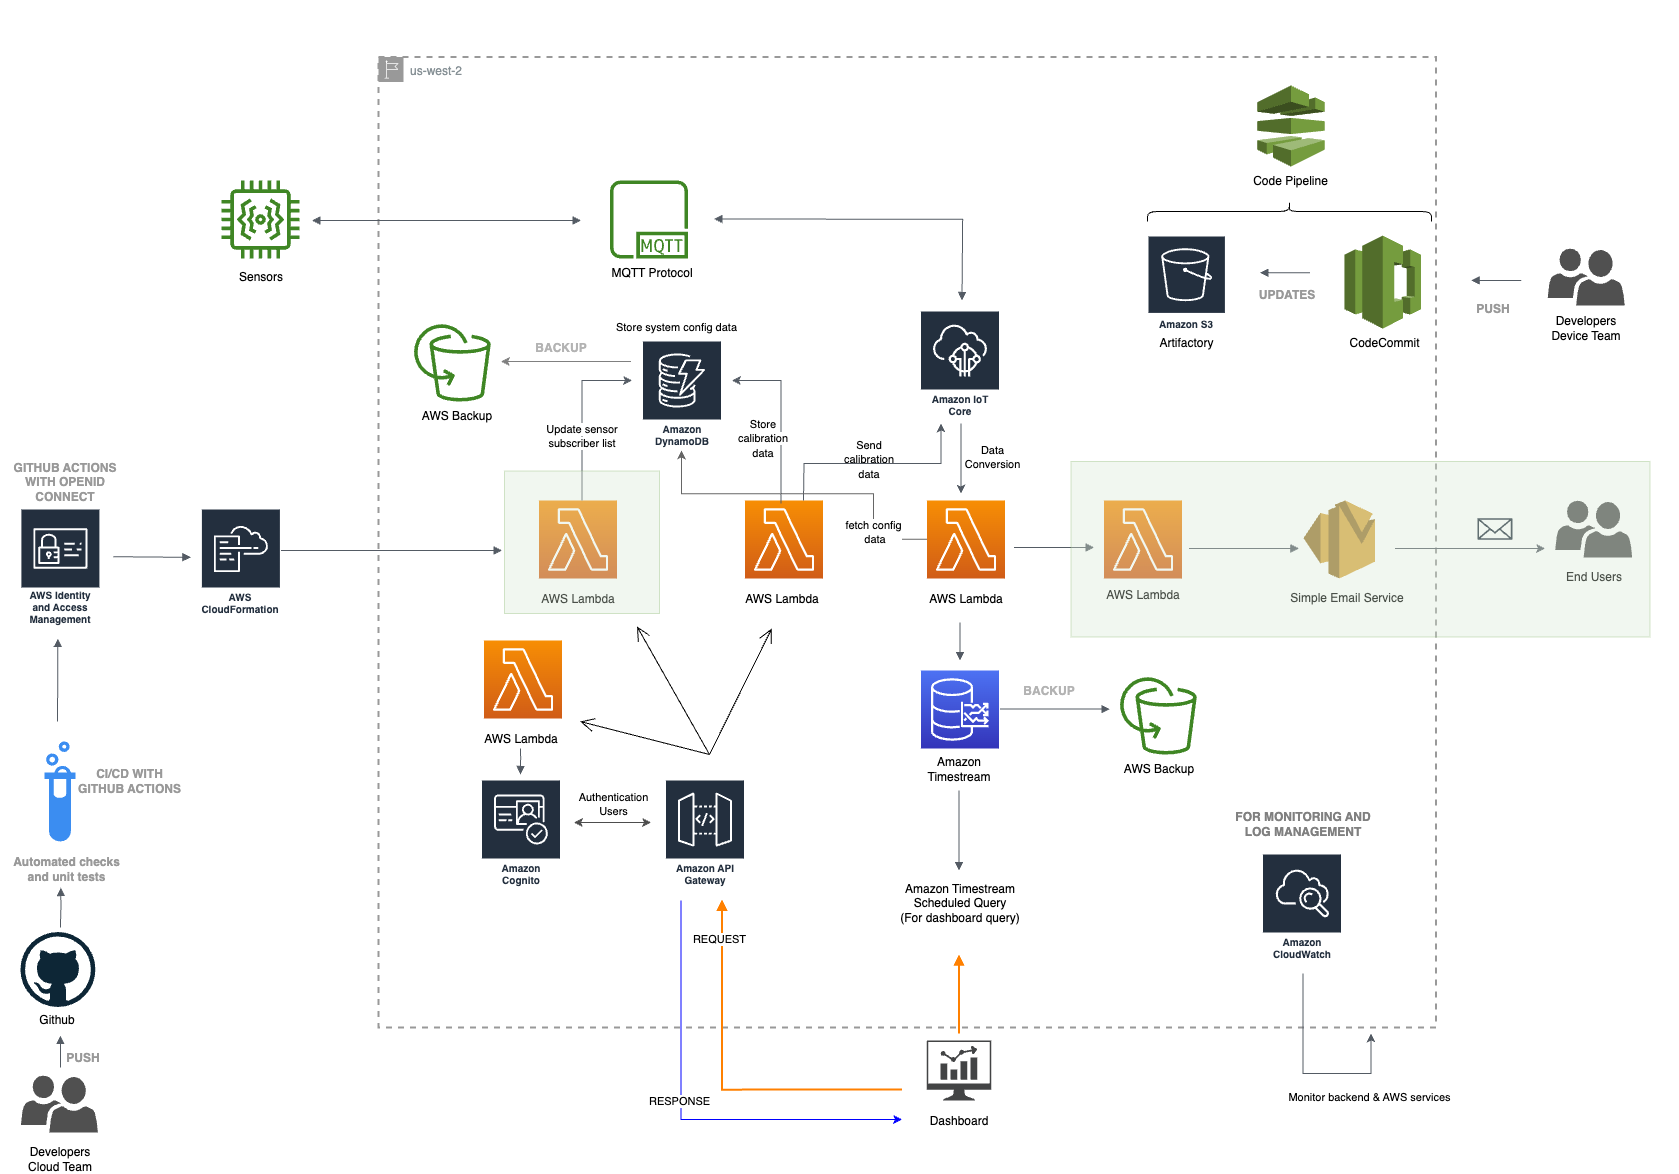 us-west-2
Code Pipeline
Sensors
MQTT
MQTT Protocol
UPDATES
PUSH
Amazon S3
Artifactory
CodeCommit
Developers
Device Team
Store system config data
BACKUP
AWS Backup
Amazon
DynamoDB
Amazon IoT
Core
Update sensor
subscriber list
Store
calibration
data
Send
calibration
data
Data
Conversion
fetch config
data
GITHUB ACTIONS
WITH OPENID
CONNECT
AWS Identity
and Access
Management
AWS
CloudFormation
AWS Lambda
AWS Lambda
AWS Lambda
AWS Lambda
Simple Email Service
End Users
AWS Lambda
BACKUP
Amazon
Timestream
AWS Backup
CI/CD WITH
GITHUB ACTIONS
Automated checks
and unit tests
Authentication
Users
</>
Amazon
Cognito
Amazon API
Gateway
Amazon Timestream
Scheduled Query
(For dashboard query)
FOR MONITORING AND
LOG MANAGEMENT
Amazon
CloudWatch
REQUEST
Github
PUSH
RESPONSE
Dashboard
Monitor backend & AWS services
Developers
Cloud Team